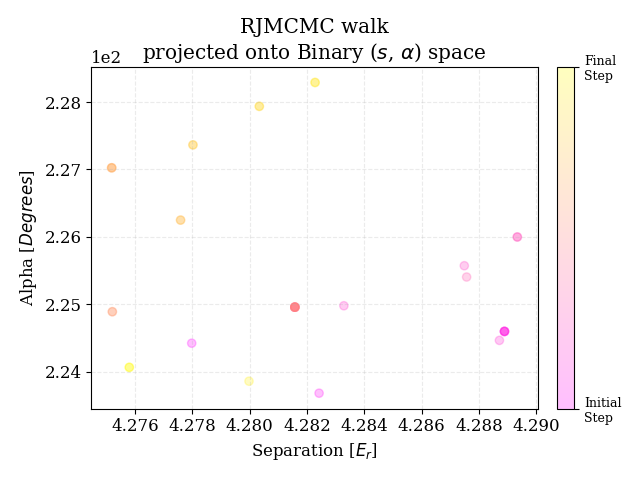 RJMCMC walk
projected onto Binary (s, α) space
1e2
2.28
2.27
2.26
2.25
2.24
Alpha [Degrees]
4.276 4.278 4.280 4.282 4.284 4.286 4.288 4.290
Separation [E_r]
Final
Step
Initial
Step